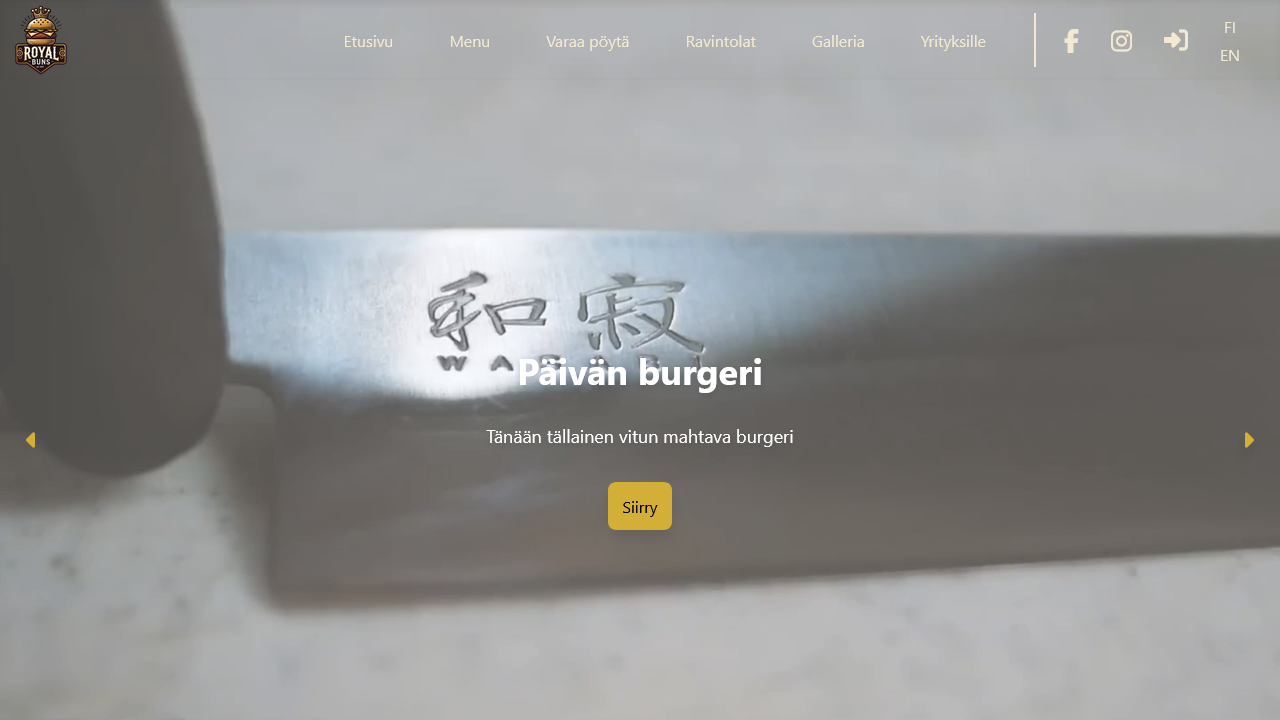 ROYAL
BUNS
Etusivu
Menu
Varaa pöytä
Ravintolat
Galleria
Yrityksille
FI
EN
和寂
Päivän burgeri
Tänään tällainen vitun mahtava burgeri
Siirry